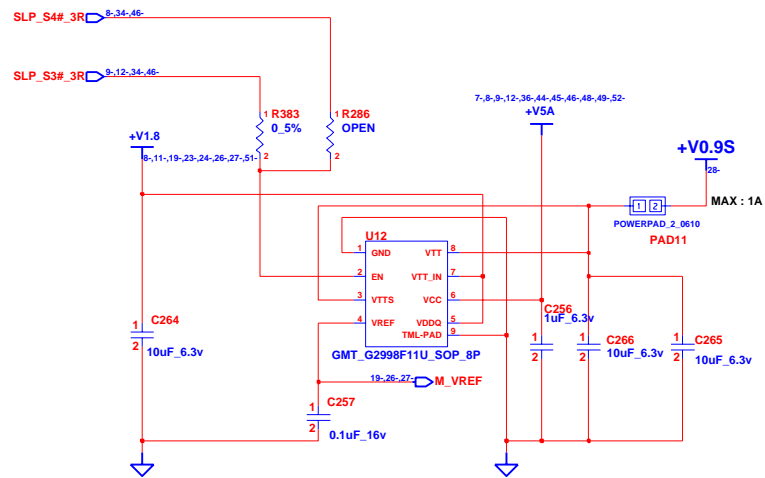 SLP_S4#_3R 8-,34-,46-
SLP_S3#_3R 9-,12-,34-,46-
1 R383
0_5%
2
1 R286
OPEN
2
7-,8-,9-,12-,36-,44-,45-,46-,48-,49-,52-
+V5A
+V1.8
8-,11-,19-,23-,24-,26-,27-,51-
+V0.9S
28-
MAX : 1A
1 2
POWERPAD_2_0610
PAD11
U12
1 GND VTT 8
2 EN VTT_IN 7
3 VTTS VCC 6
4 VREF VDDQ 5
TML-PAD 9
GMT_G2998F11U_SOP_8P
C264
1
2
10uF_6.3v
C256
1uF_6.3v
1
2
C266
1
2
10uF_6.3v
C265
1
2
10uF_6.3v
19-,26-,27- M_VREF
C257
1
2
0.1uF_16v